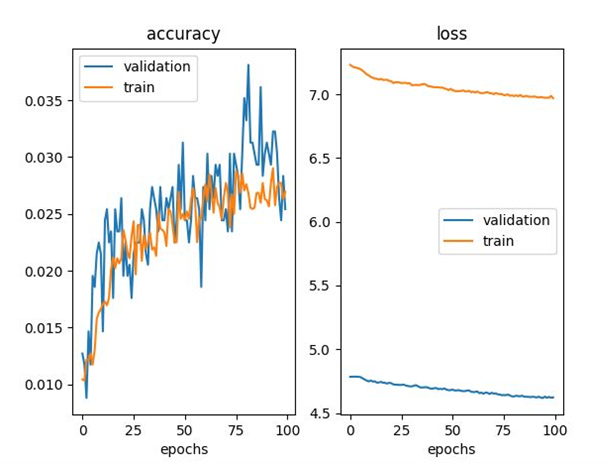 accuracy
validation
train
0.035
0.030
0.025
0.020
0.015
0.010
0 25 50 75 100
epochs
loss
7.0
6.5
6.0
validation
train
5.5
5.0
4.5
0 25 50 75 100
epochs